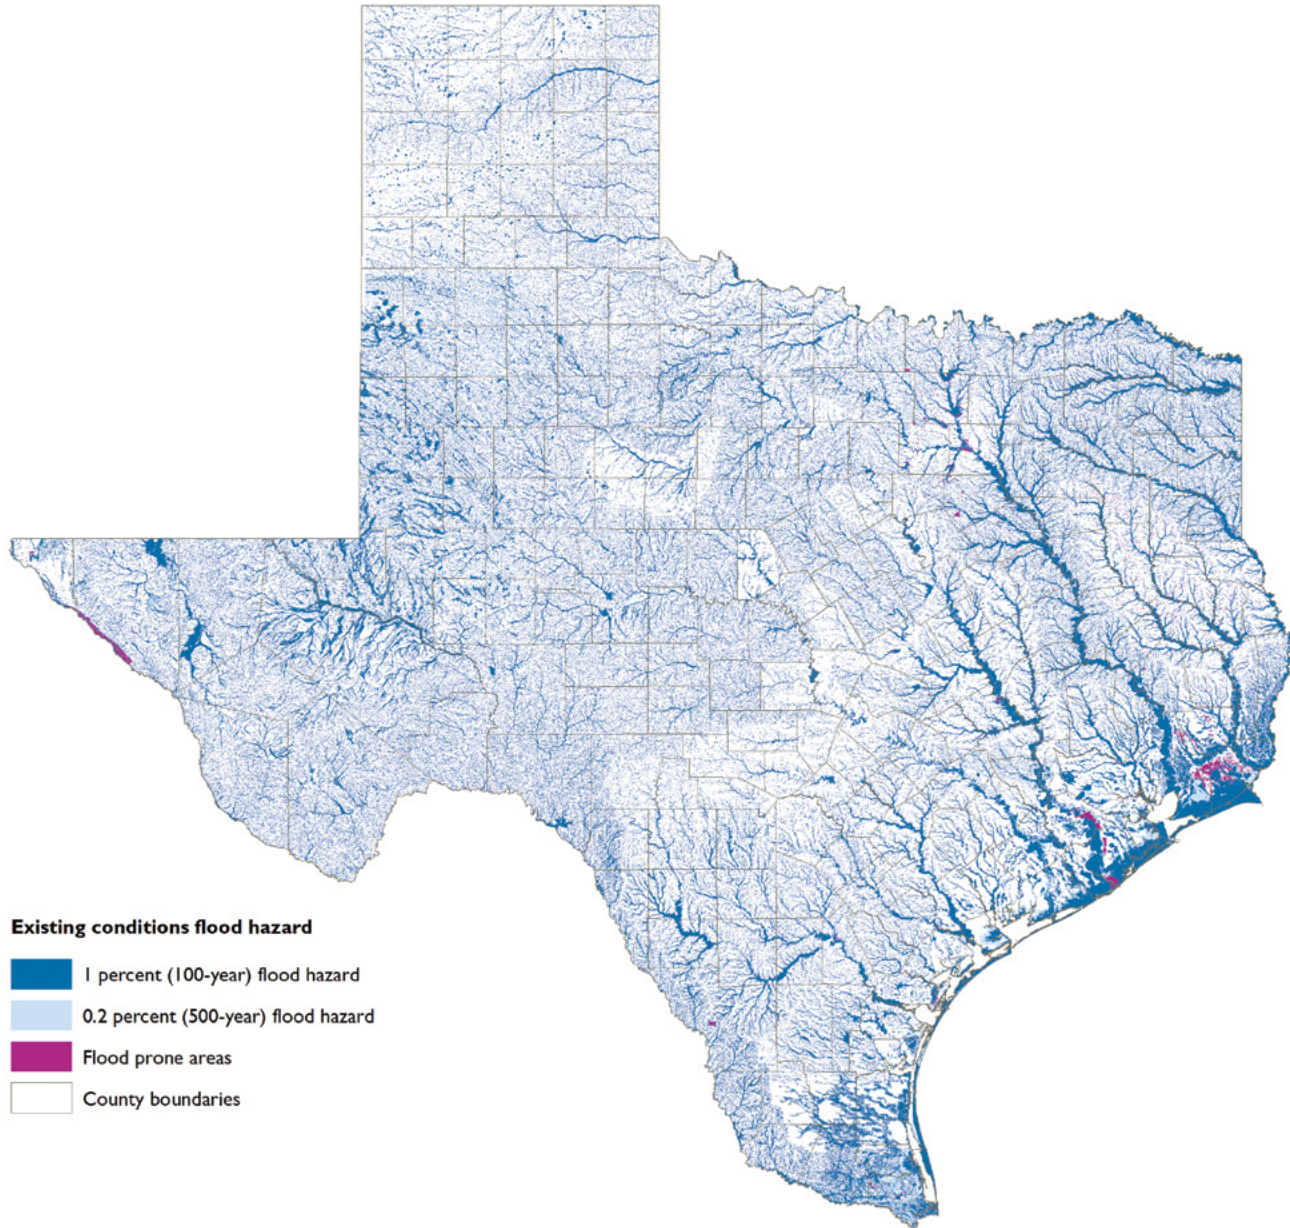 Existing conditions flood hazard
1 percent (100-year) flood hazard
0.2 percent (500-year) flood hazard
Flood prone areas
County boundaries